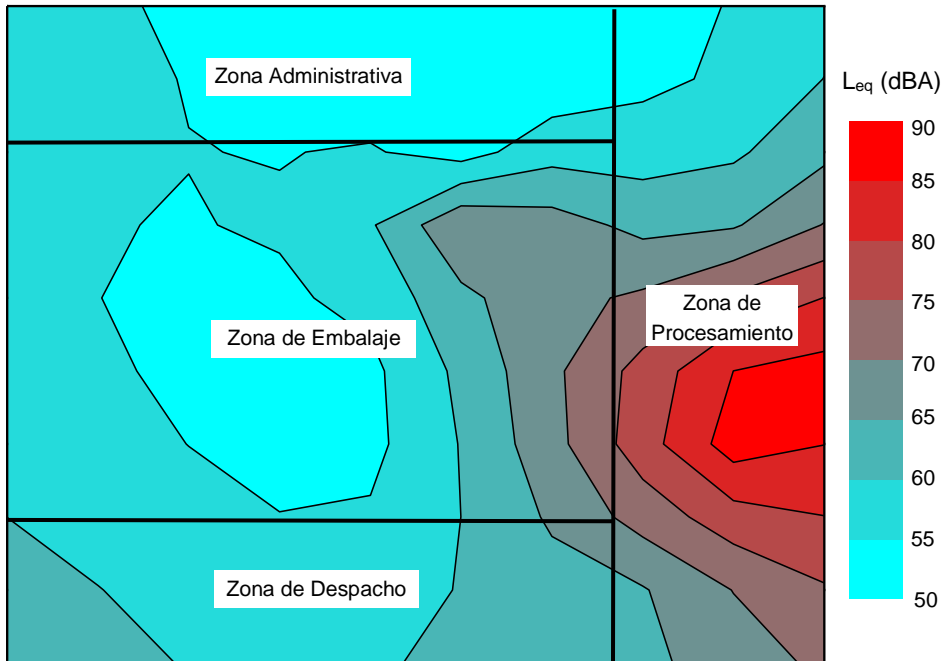 Zona Administrativa
Zona de Embalaje
Zona de
Procesamiento
Zona de Despacho
Leq (dBA)
90
85
80
75
70
65
60
55
50